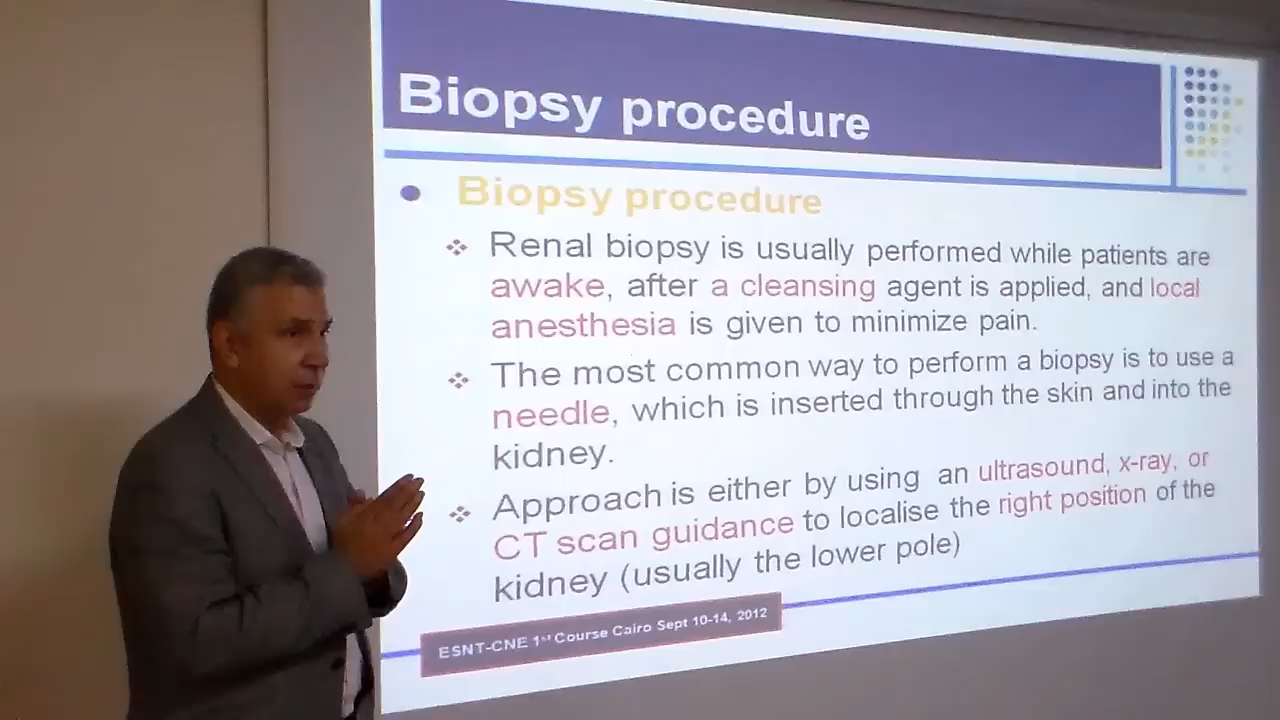 Biopsy procedure
Biopsy procedure
Renal biopsy is usually performed while patients are
awake, after a cleansing agent is applied, and local
anesthesia is given to minimize pain.
The most common way to perform a biopsy is to use a
needle, which is inserted through the skin and into the
kidney.
Approach is either by using an ultrasound, x-ray, or
CT scan guidance to localise the right position of the
kidney (usually the lower pole)
ESNT-CNE 1st Course Cairo Sept 10-14, 2012